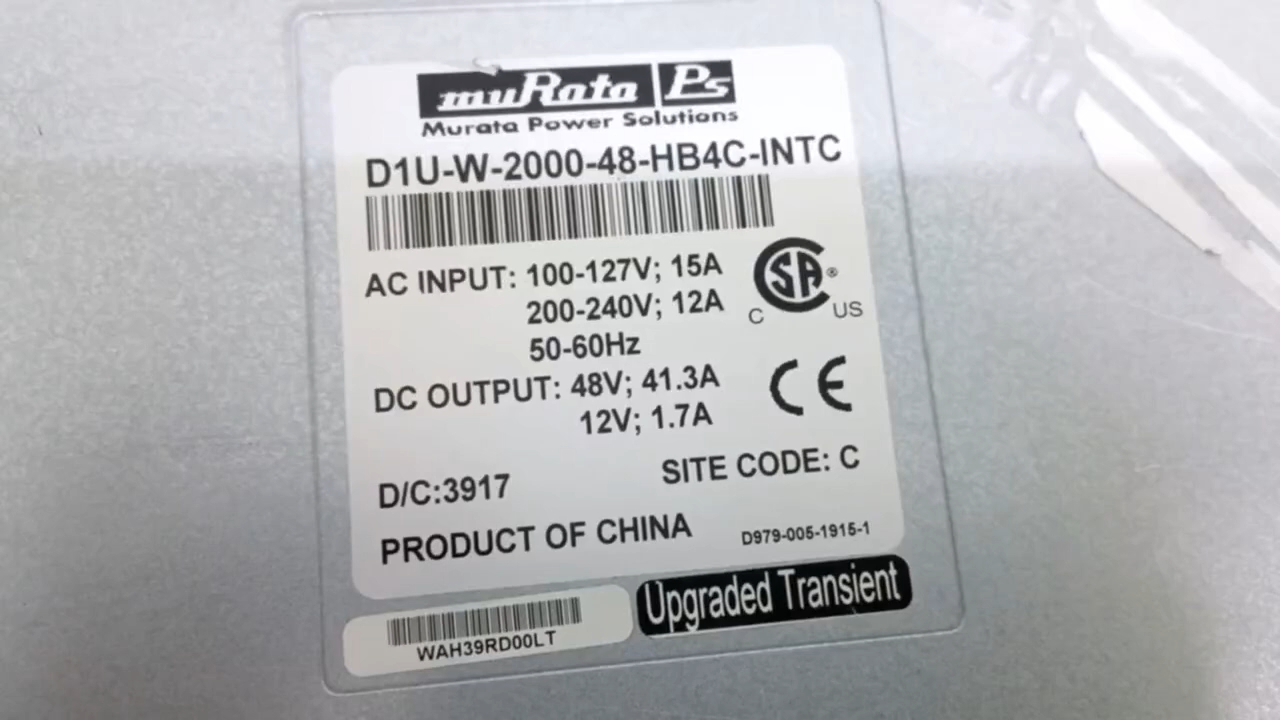 muRata Ps
Murata Power Solutions
D1U-W-2000-48-HB4C-INTC
AC INPUT: 100-127V; 15A
200-240V; 12A
50-60Hz
SA ®
C US
DC OUTPUT: 48V; 41.3A
12V; 1.7A
CE
D/C:3917
SITE CODE: C
PRODUCT OF CHINA
D979-005-1915-1
Upgraded Transient
WAH39RD00LT